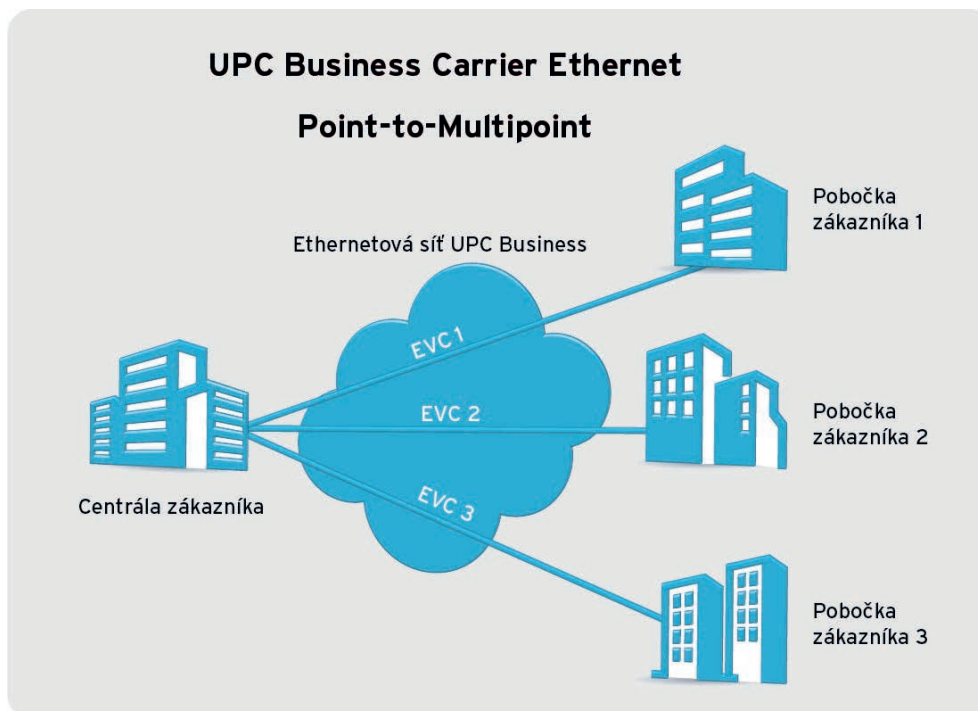 UPC Business Carrier Ethernet
Point-to-Multipoint
Ethernetová síť UPC Business
Pobočka
zákazníka 1
EVC 1
EVC 2
EVC 3
Pobočka
zákazníka 2
Centrála zákazníka
Pobočka
zákazníka 3